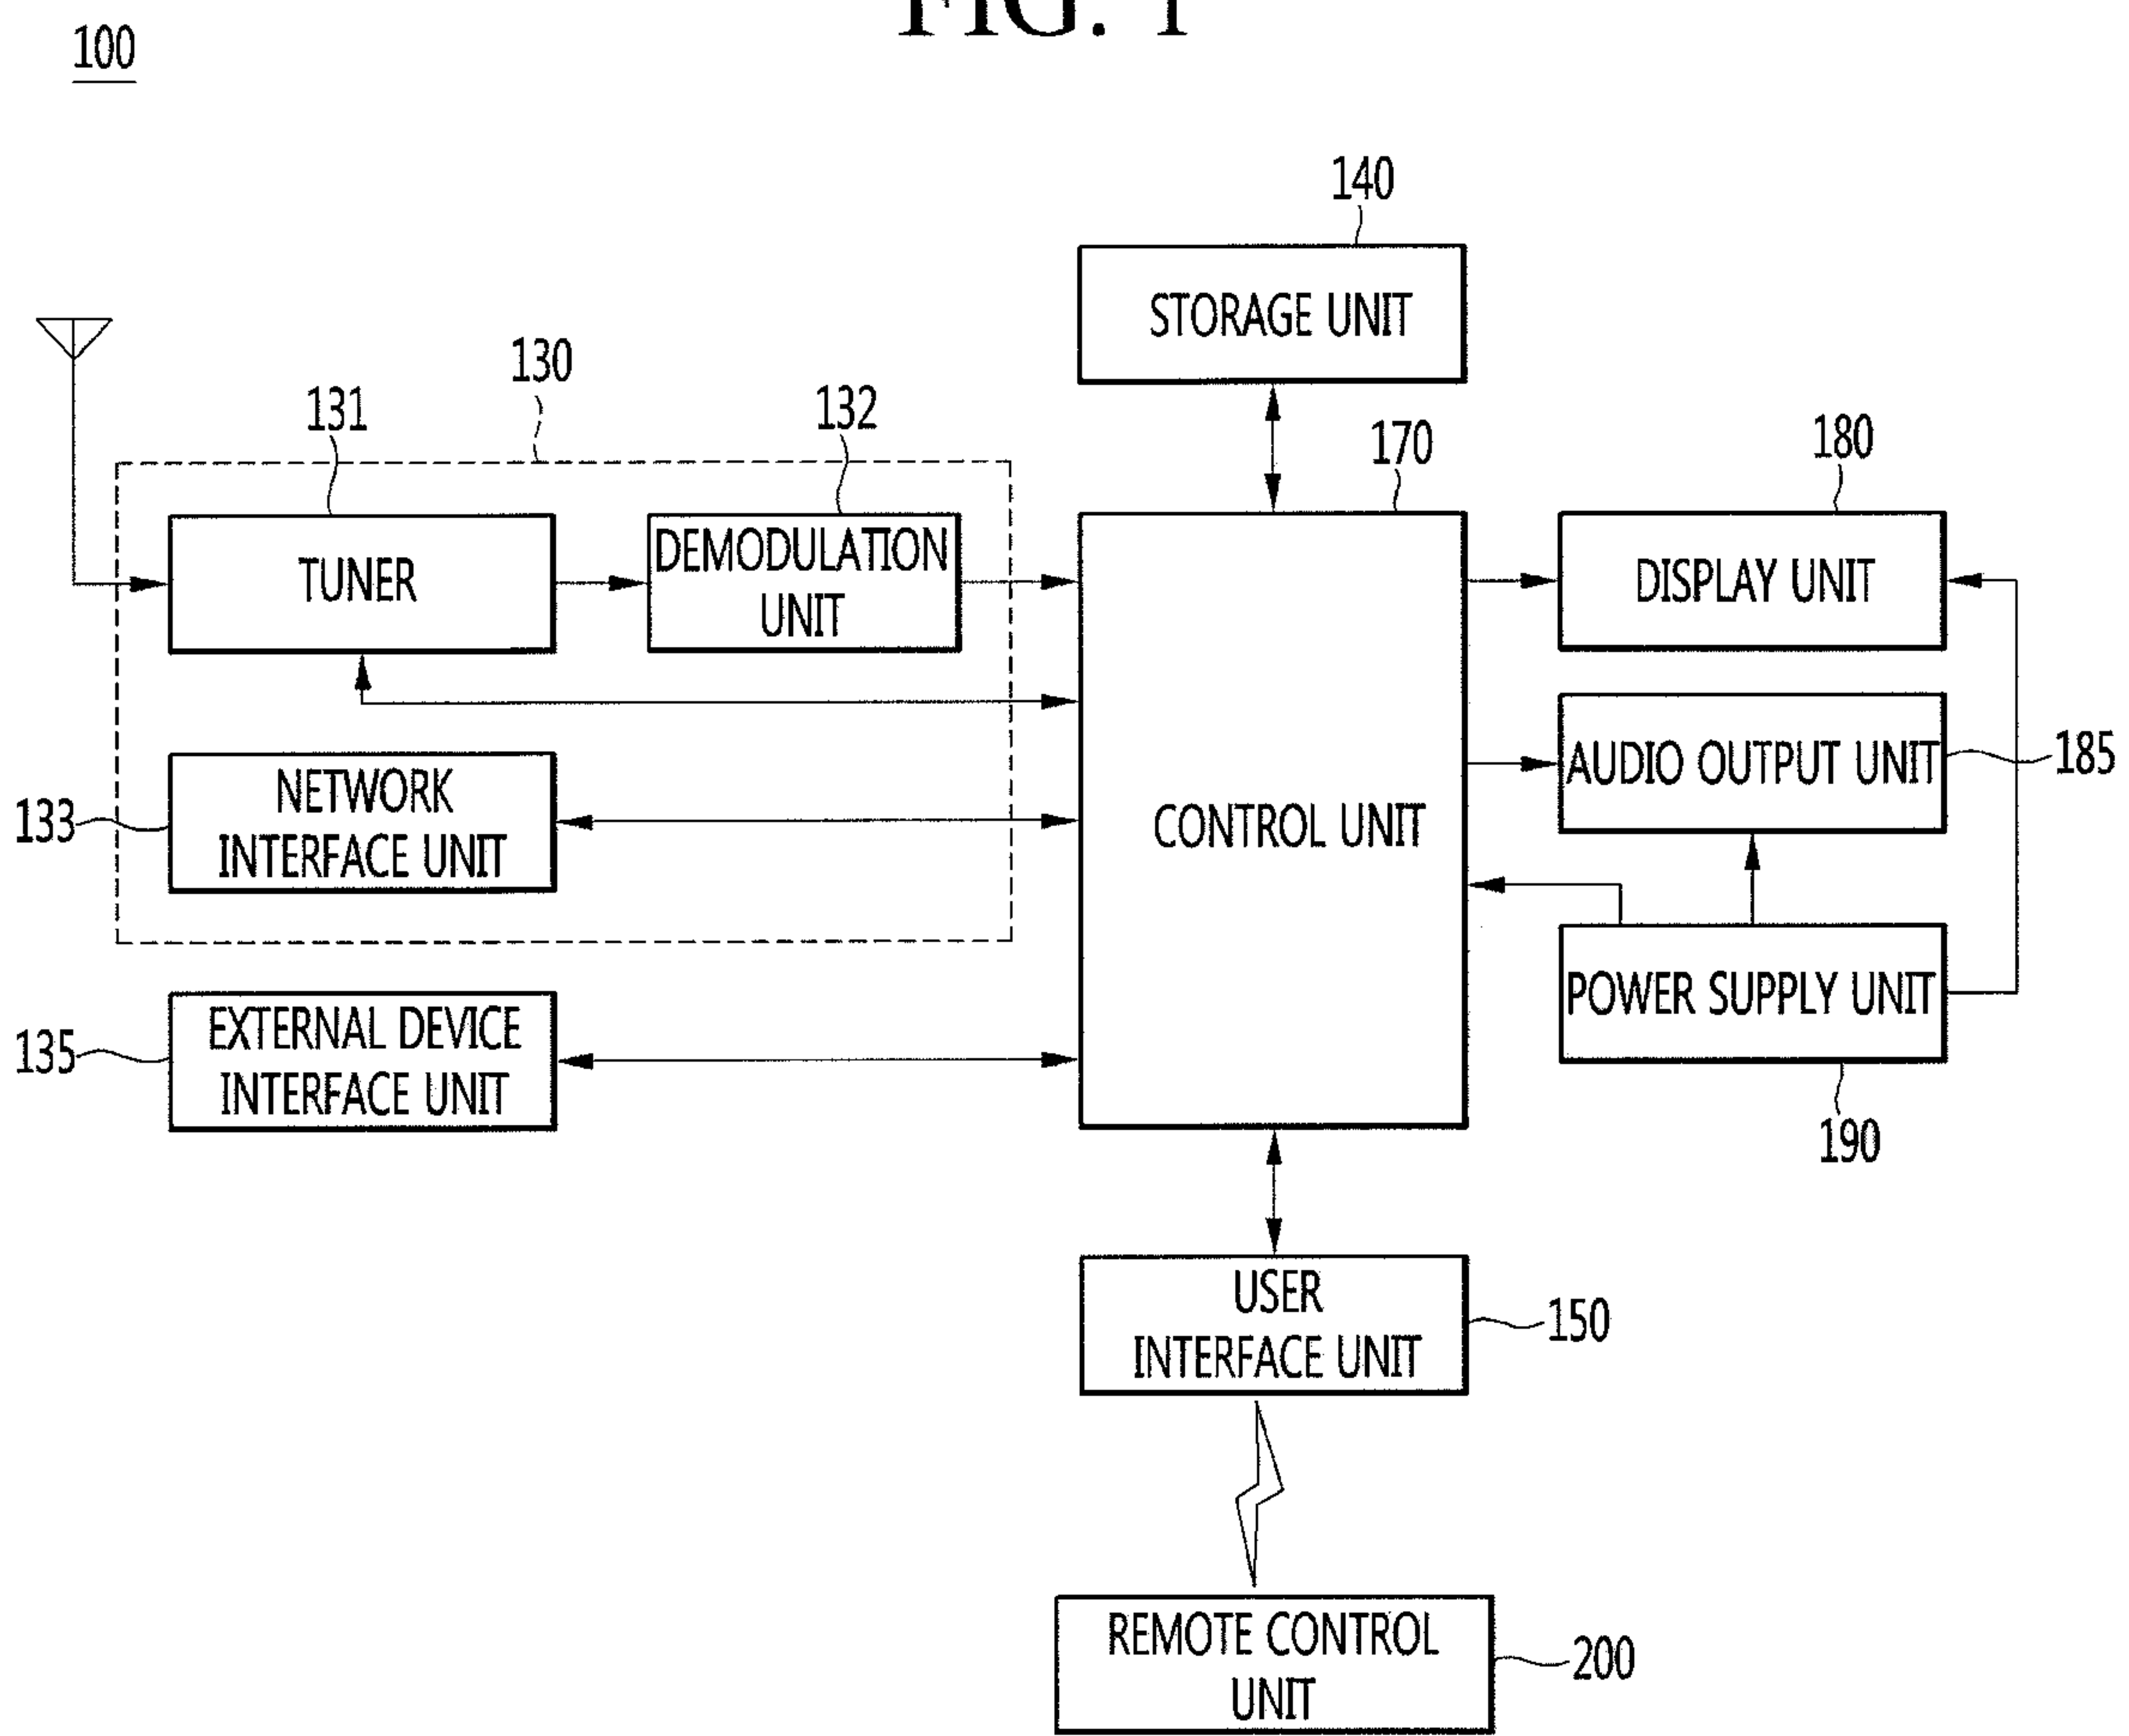 FIG. 1
100
140
STORAGE UNIT
130
131
132
170
180
TUNER
DEMODULATION
UNIT
DISPLAY UNIT
AUDIO OUTPUT UNIT
185
133
NETWORK
INTERFACE UNIT
CONTROL UNIT
POWER SUPPLY UNIT
190
135
EXTERNAL DEVICE
INTERFACE UNIT
USER
INTERFACE UNIT
150
REMOTE CONTROL
UNIT
200